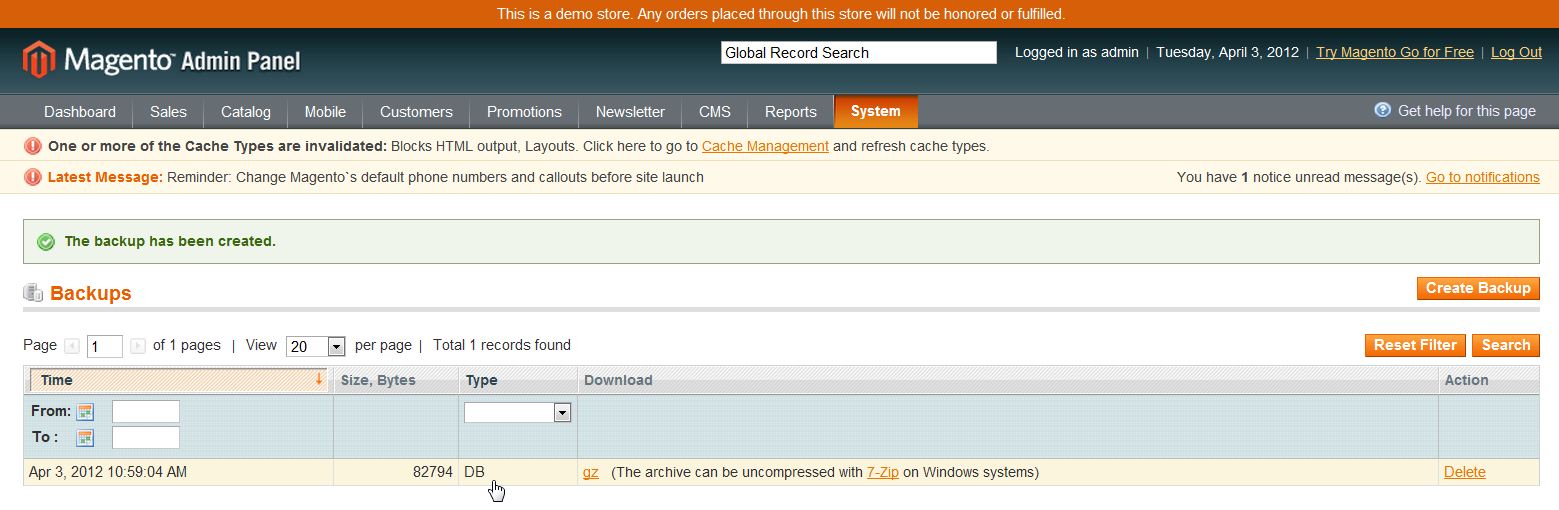 This is a demo store. Any orders placed through this store will not be honored or fulfilled.
Magento™ Admin Panel Global Record Search Logged in as admin | Tuesday, April 3, 2012 | Try Magento Go for Free | Log Out
Dashboard Sales Catalog Mobile Customers Promotions Newsletter CMS Reports System Get help for this page
One or more of the Cache Types are invalidated: Blocks HTML output, Layouts. Click here to go to Cache Management and refresh cache types.
Latest Message: Reminder: Change Magento`s default phone numbers and callouts before site launch You have 1 notice unread message(s). Go to notifications
The backup has been created.
Backups Create Backup
Page 1 of 1 pages | View 20 per page | Total 1 records found Reset Filter Search
Time Size, Bytes Type Download Action
From:
To :
Apr 3, 2012 10:59:04 AM 82794 DB gz (The archive can be uncompressed with 7-Zip on Windows systems) Delete